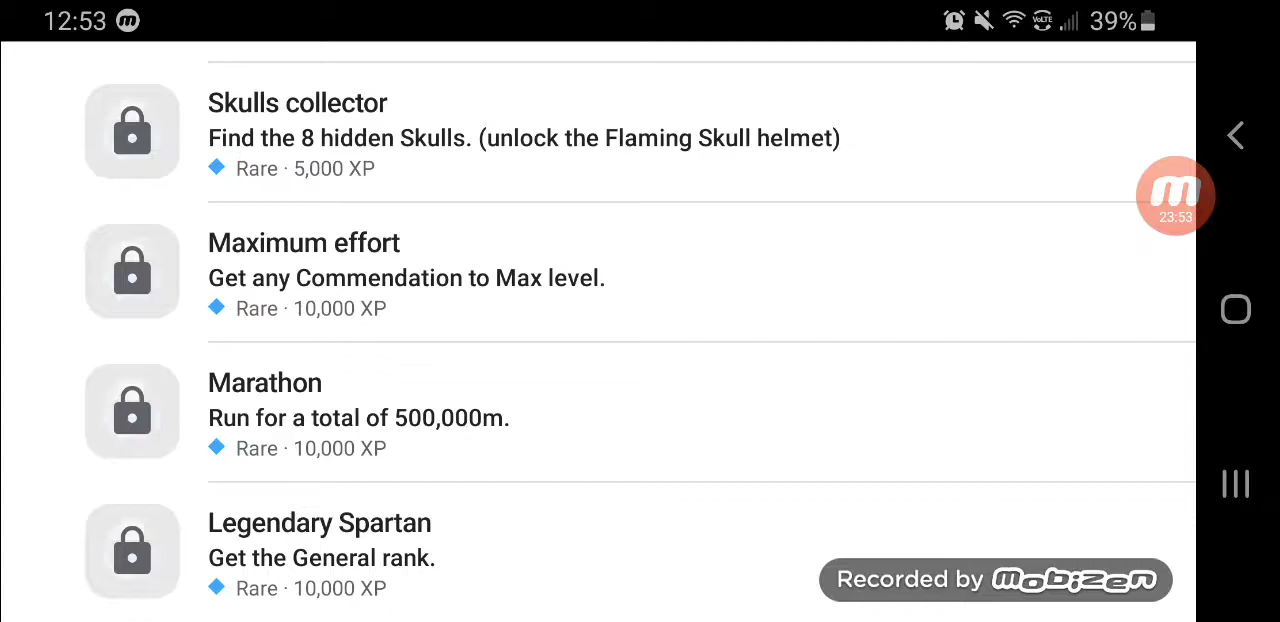 12:53 m VoLTE 39%
Skulls collector
Find the 8 hidden Skulls. (unlock the Flaming Skull helmet)
Rare · 5,000 XP
m
23:53
Maximum effort
Get any Commendation to Max level.
Rare · 10,000 XP
Marathon
Run for a total of 500,000m.
Rare · 10,000 XP
Legendary Spartan
Get the General rank.
Rare · 10,000 XP
Recorded by mobizen